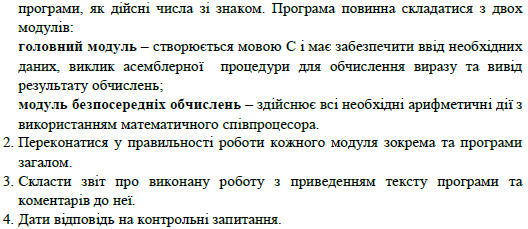 програми, як дійсні числа зі знаком. Програма повинна складатися з двох
модулів:
головний модуль – створюється мовою С і має забезпечити ввід необхідних
даних, виклик асемблерної процедури для обчислення виразу та вивід
результату обчислень;
модуль безпосередніх обчислень – здійснює всі необхідні арифметичні дії з
використанням математичного співпроцесора.
2. Переконатися у правильності роботи кожного модуля зокрема та програми
загалом.
3. Скласти звіт про виконану роботу з приведенням тексту програми та
коментарів до неї.
4. Дати відповідь на контрольні запитання.